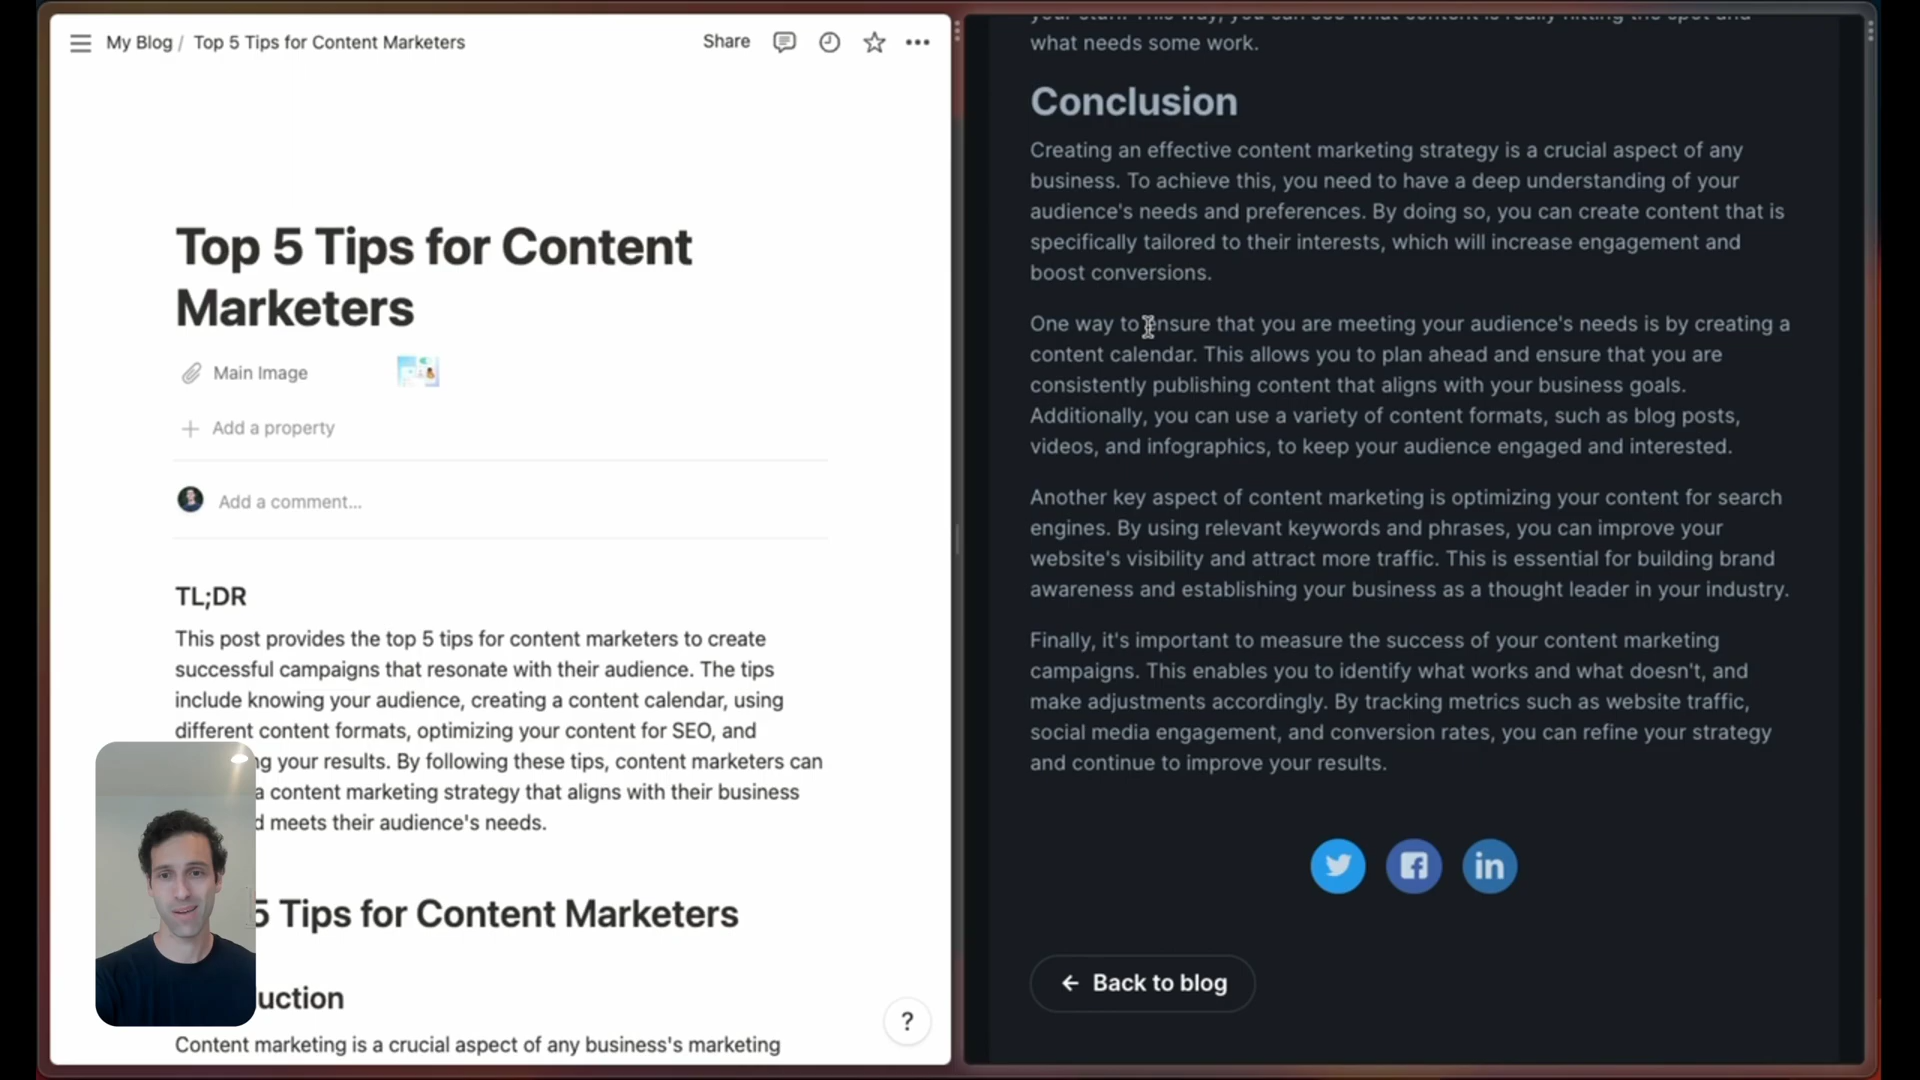 My Blog / Top 5 Tips for Content Marketers
Share
Top 5 Tips for Content
Marketers
Main Image
Add a property
Add a comment...
TL;DR
This post provides the top 5 tips for content marketers to create
successful campaigns that resonate with their audience. The tips
include knowing your audience, creating a content calendar, using
different content formats, optimizing your content for SEO, and
your results. By following these tips, content marketers can
a content marketing strategy that aligns with their business
meets their audience's needs.
5 Tips for Content Marketers
Content marketing is a crucial aspect of any business's marketing
?
what needs some work.
Conclusion
Creating an effective content marketing strategy is a crucial aspect of any
business. To achieve this, you need to have a deep understanding of your
audience's needs and preferences. By doing so, you can create content that is
specifically tailored to their interests, which will increase engagement and
boost conversions.
One way to ensure that you are meeting your audience's needs is by creating a
content calendar. This allows you to plan ahead and ensure that you are
consistently publishing content that aligns with your business goals.
Additionally, you can use a variety of content formats, such as blog posts,
videos, and infographics, to keep your audience engaged and interested.
Another key aspect of content marketing is optimizing your content for search
engines. By using relevant keywords and phrases, you can improve your
website's visibility and attract more traffic. This is essential for building brand
awareness and establishing your business as a thought leader in your industry.
Finally, it's important to measure the success of your content marketing
campaigns. This enables you to identify what works and what doesn't, and
make adjustments accordingly. By tracking metrics such as website traffic,
social media engagement, and conversion rates, you can refine your strategy
and continue to improve your results.
in
← Back to blog